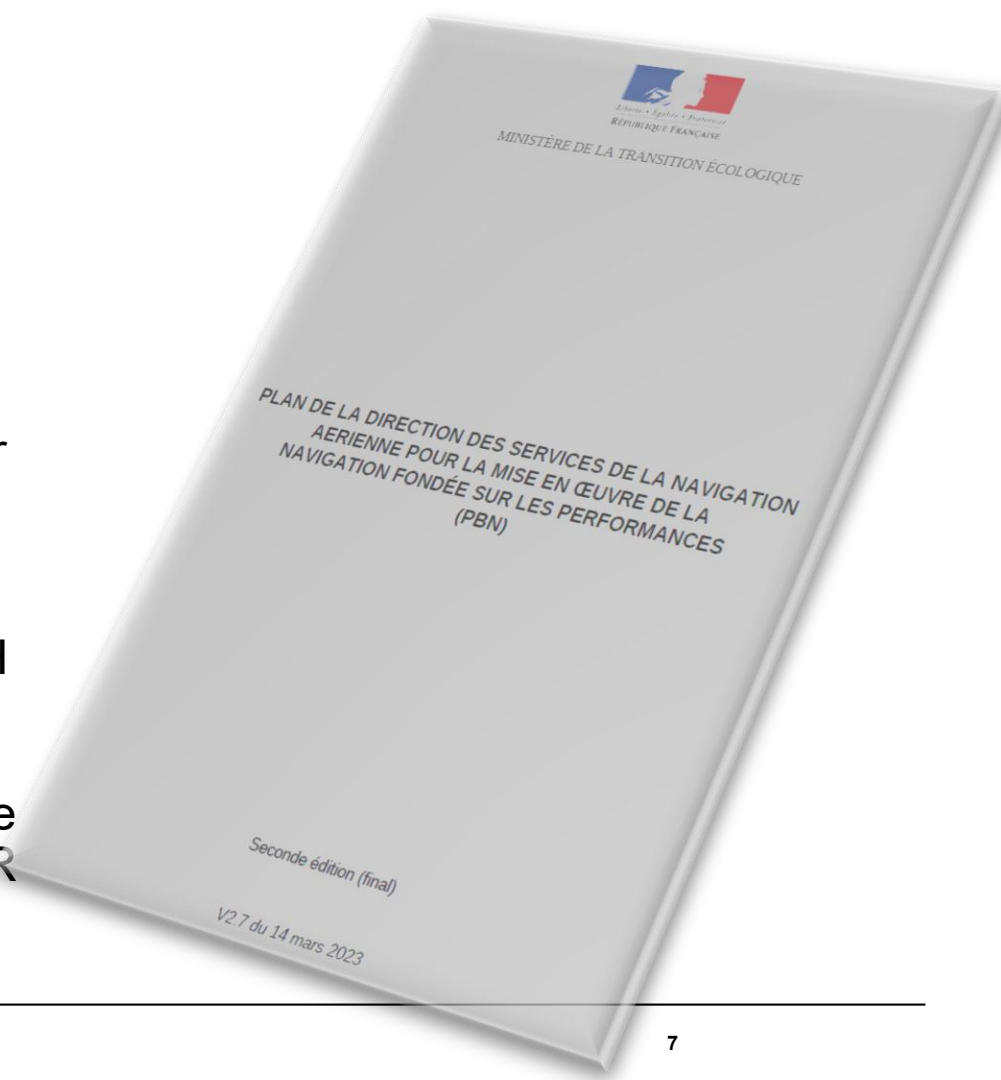 Liberté • Égalité • Fraternité
RÉPUBLIQUE FRANÇAISE
MINISTÈRE DE LA TRANSITION ÉCOLOGIQUE
PLAN DE LA DIRECTION DES SERVICES DE LA NAVIGATION
AERIENNE POUR LA MISE EN ŒUVRE DE LA
NAVIGATION FONDÉE SUR LES PERFORMANCES
(PBN)
Seconde édition (final)
V2.7 du 14 mars 2023
7